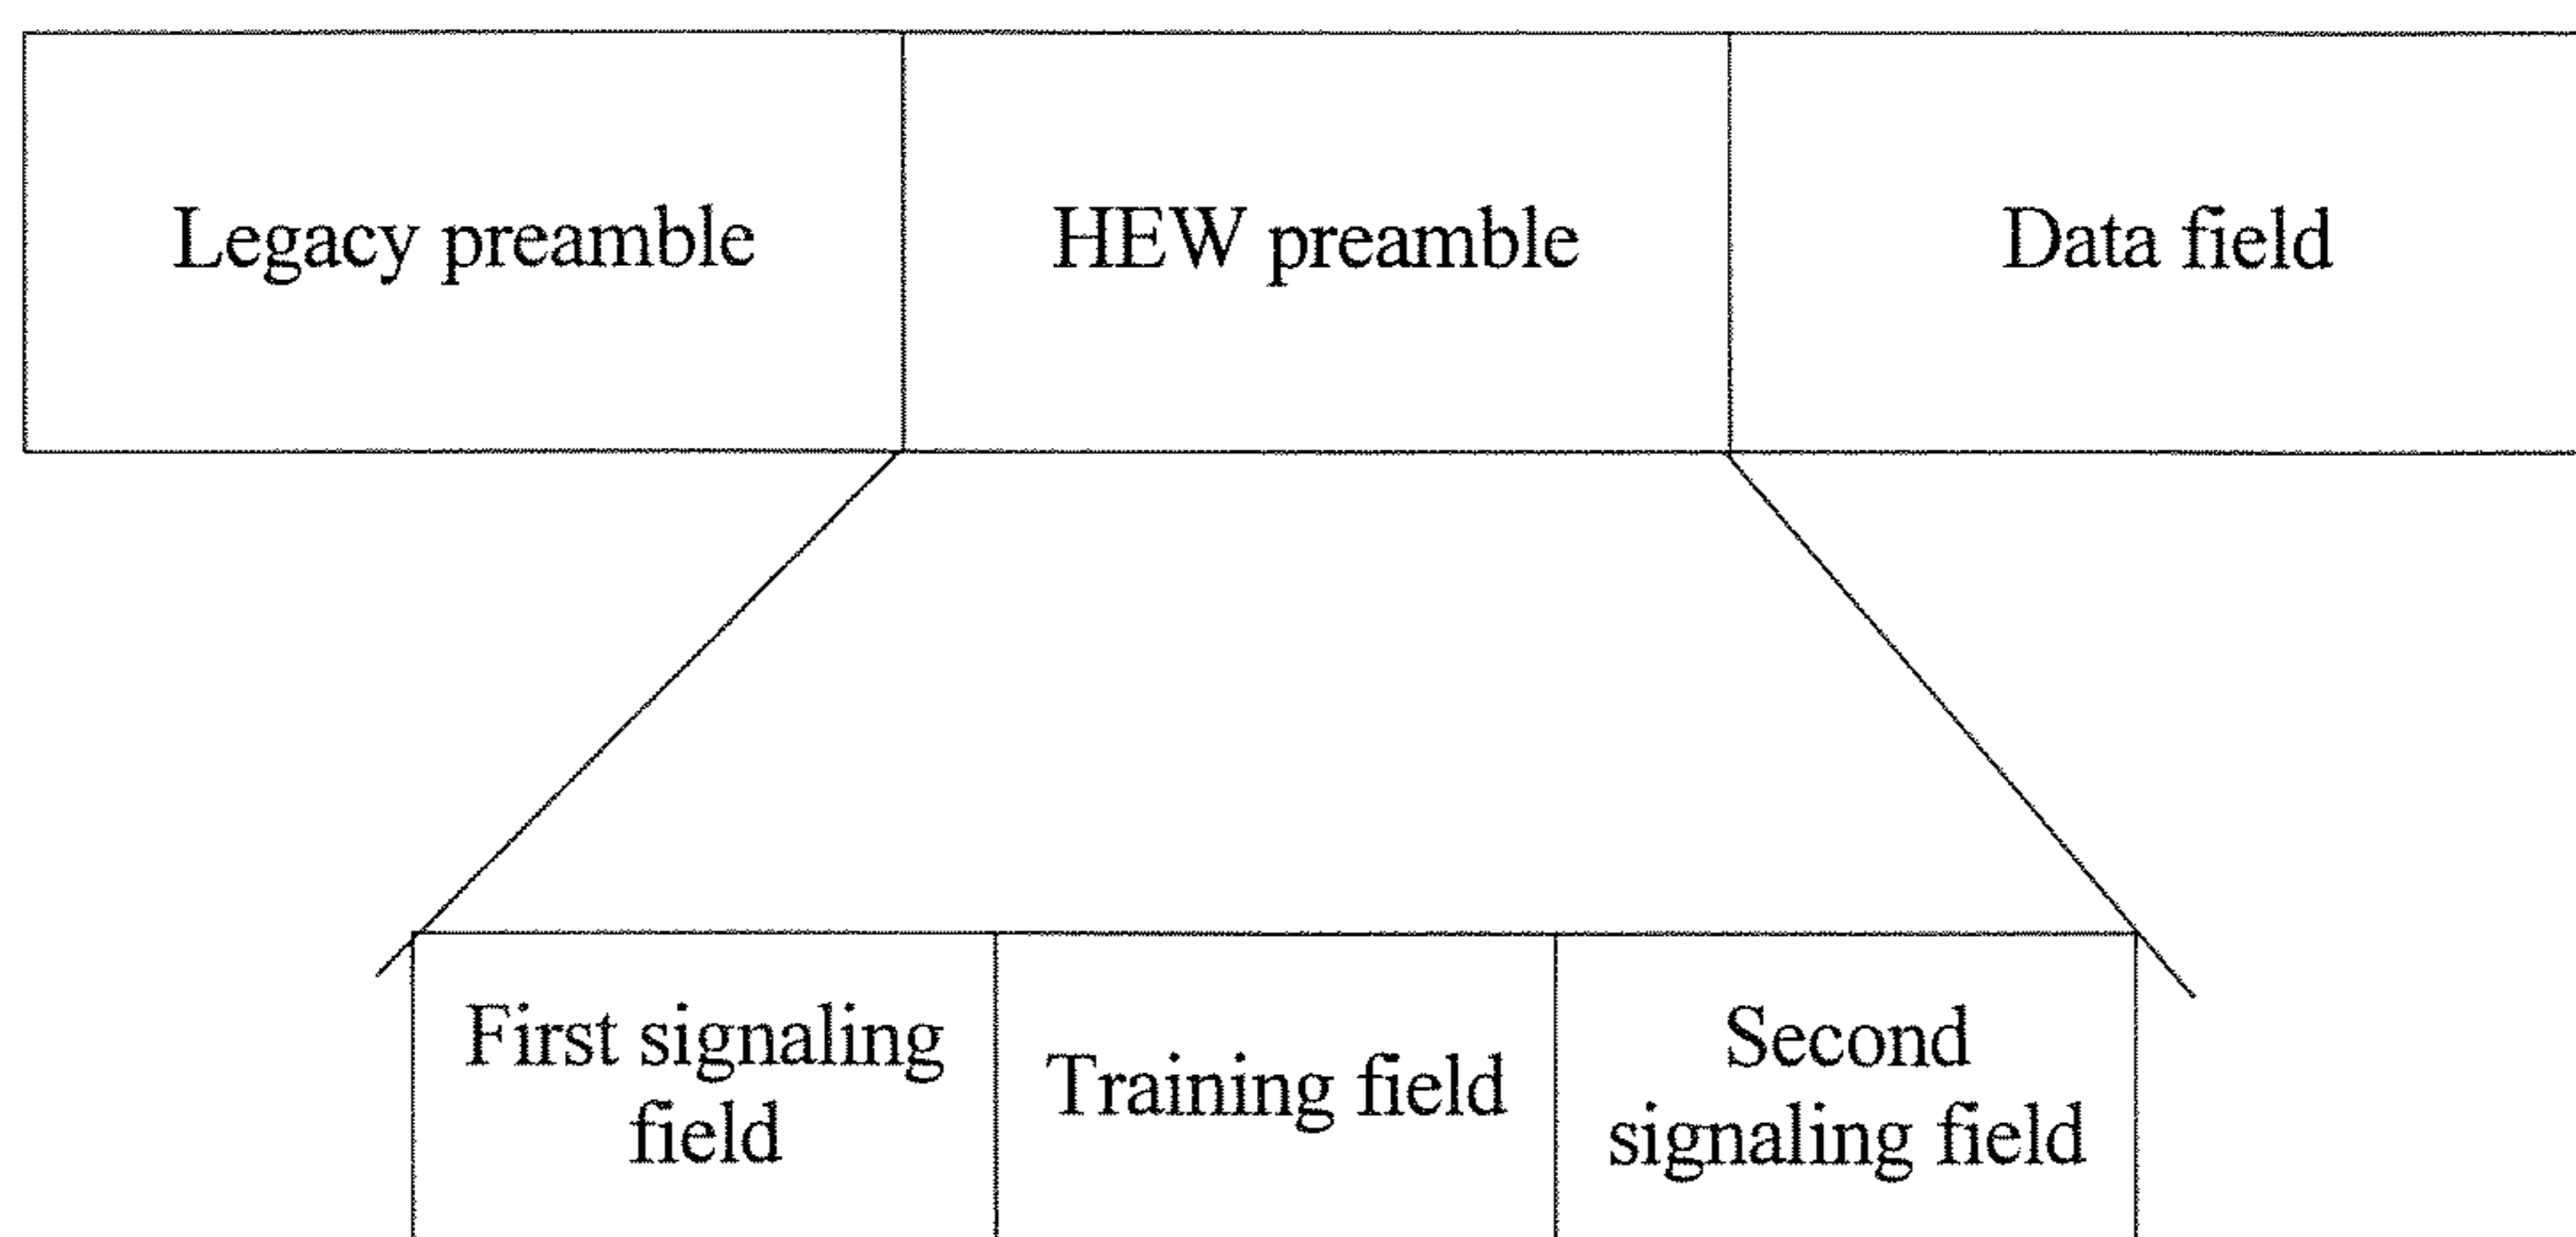 Legacy preamble
HEW preamble
Data field
First signaling
field
Training field
Second
signaling field